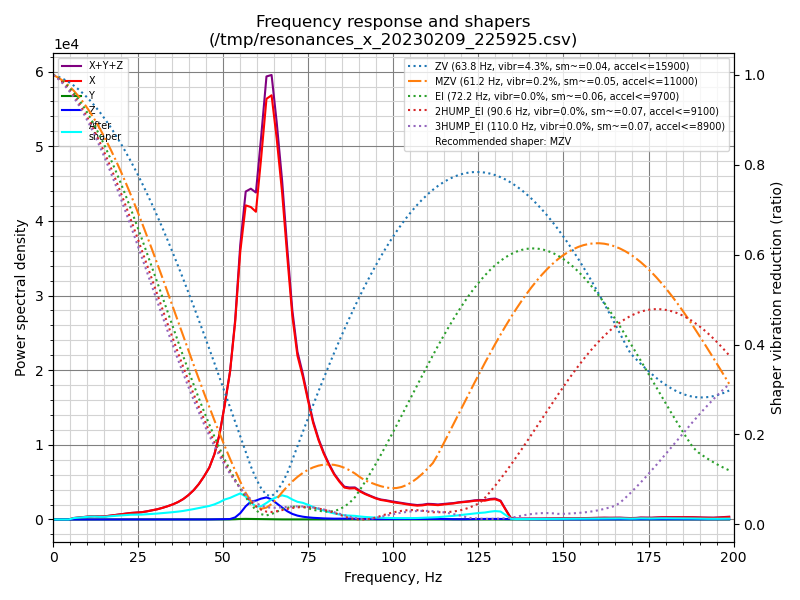 Frequency response and shapers
(/tmp/resonances_x_20230209_225925.csv)
1e4
X+Y+Z
X
Y
Z
After
shaper
ZV (63.8 Hz, vibr=4.3%, sm~=0.04, accel<=15900)
MZV (61.2 Hz, vibr=0.2%, sm~=0.05, accel<=11000)
EI (72.2 Hz, vibr=0.0%, sm~=0.06, accel<=9700)
2HUMP_EI (90.6 Hz, vibr=0.0%, sm~=0.07, accel<=9100)
3HUMP_EI (110.0 Hz, vibr=0.0%, sm~=0.07, accel<=8900)
Recommended shaper: MZV
Power spectral density
6
5
4
3
2
1
0
1.0
0.8
0.6
0.4
0.2
0.0
Shaper vibration reduction (ratio)
0 25 50 75 100 125 150 175 200
Frequency, Hz